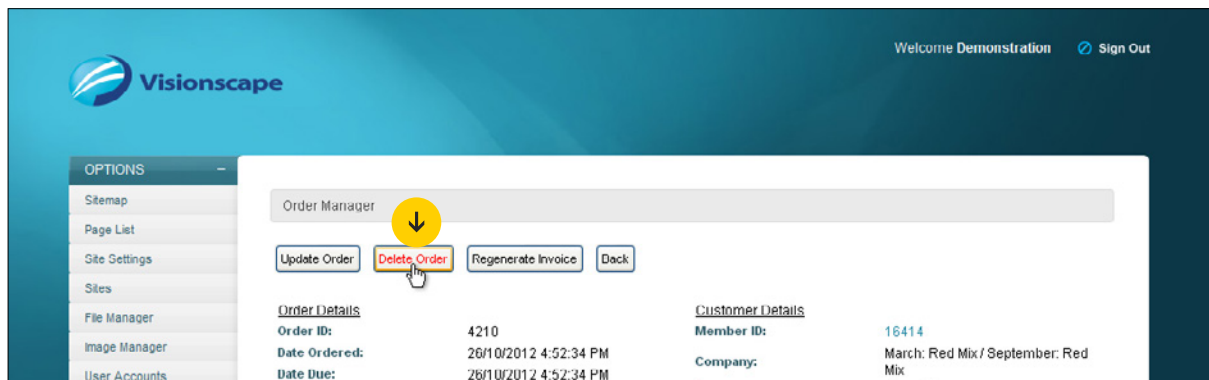 Welcome Demonstration Sign Out
Visionscape
OPTIONS
Sitemap
Page List
Site Settings
Sites
File Manager
Image Manager
User Accounts
Order Manager
Update Order Delete Order Regenerate Invoice Back
Order Details
Order ID: 4210
Date Ordered: 26/10/2012 4:52:34 PM
Date Due: 26/10/2012 4:52:34 PM
Customer Details
Member ID: 16414
Company: March: Red Mix / September: Red
Mix